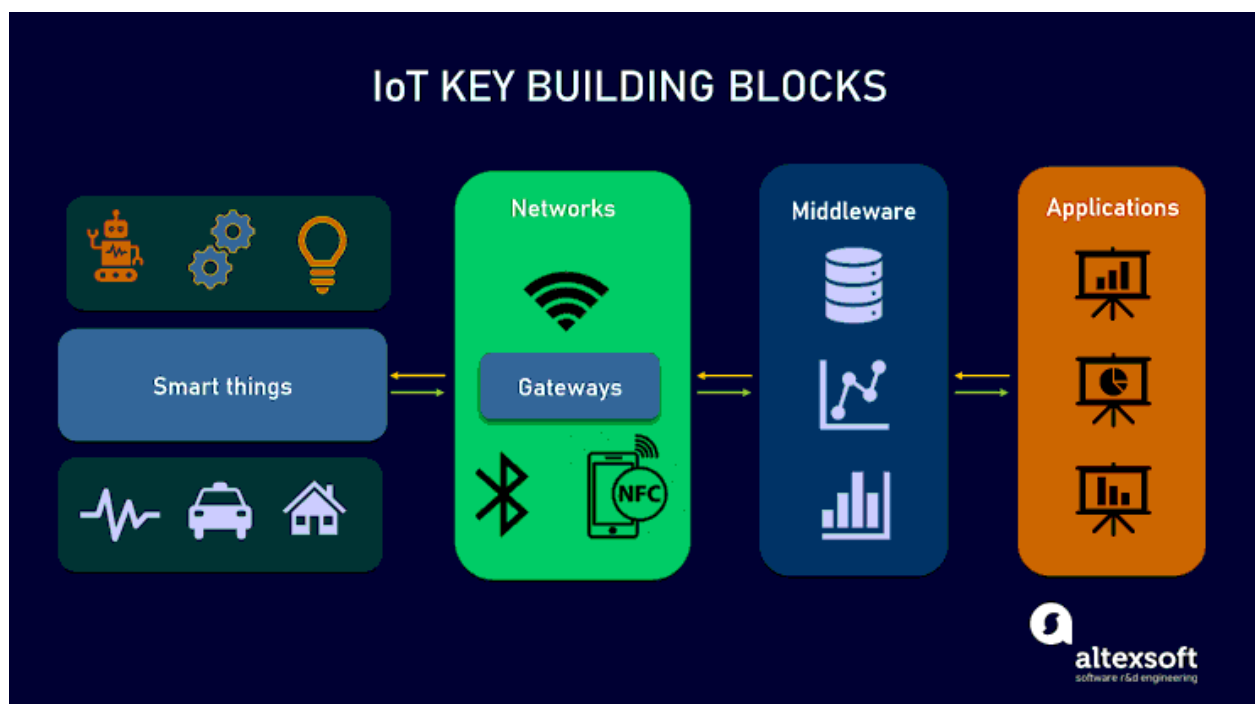 IoT KEY BUILDING BLOCKS
Smart things
Networks
Gateways
NFC
Middleware
Applications
altexsoft
software r&d engineering